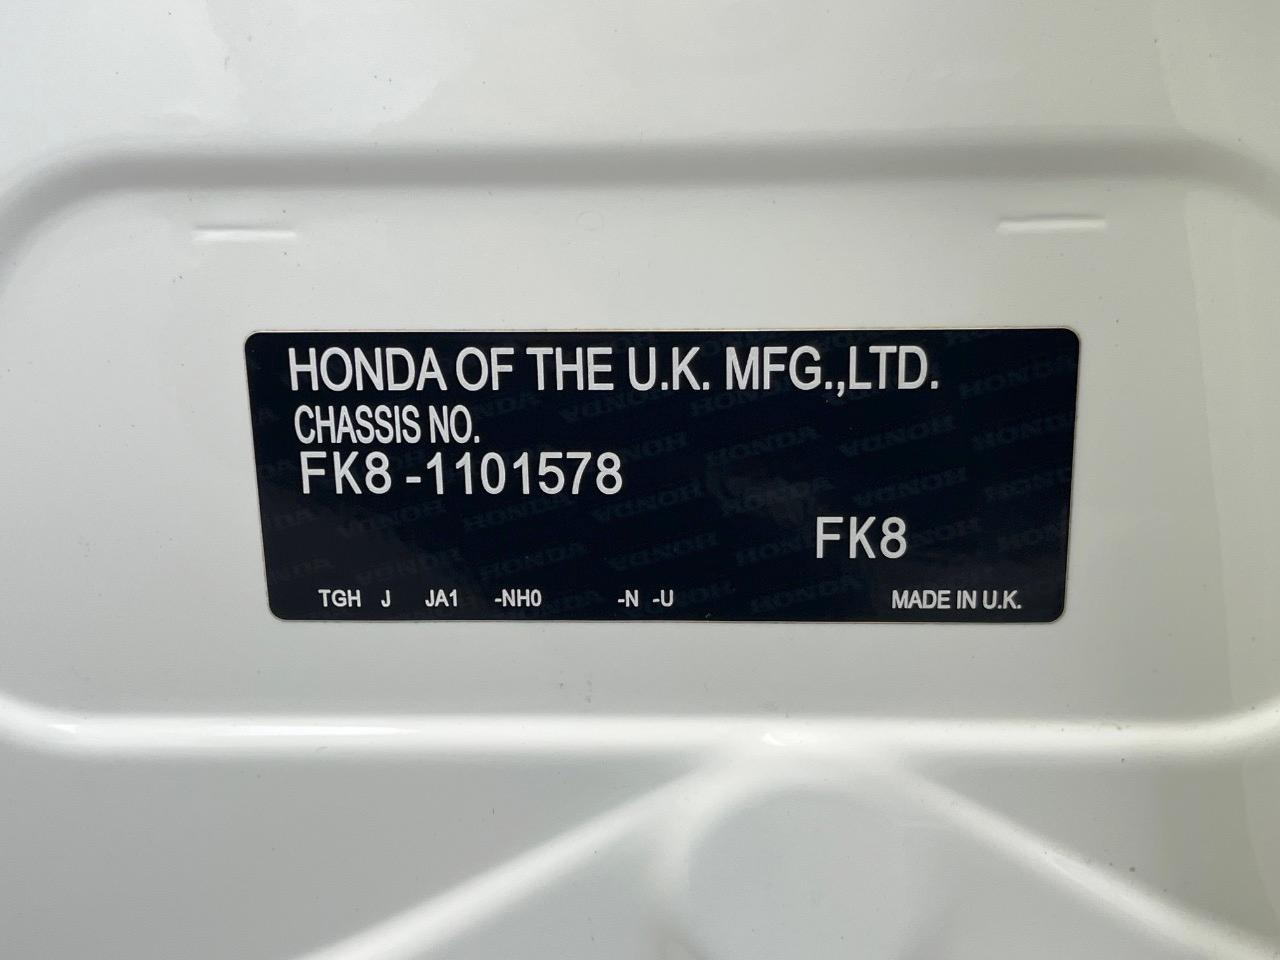 HONDA OF THE U.K. MFG.,LTD.
CHASSIS NO.
FK8 -1101578
FK8
TGH J JA1 -NH0 -N -U MADE IN U.K.